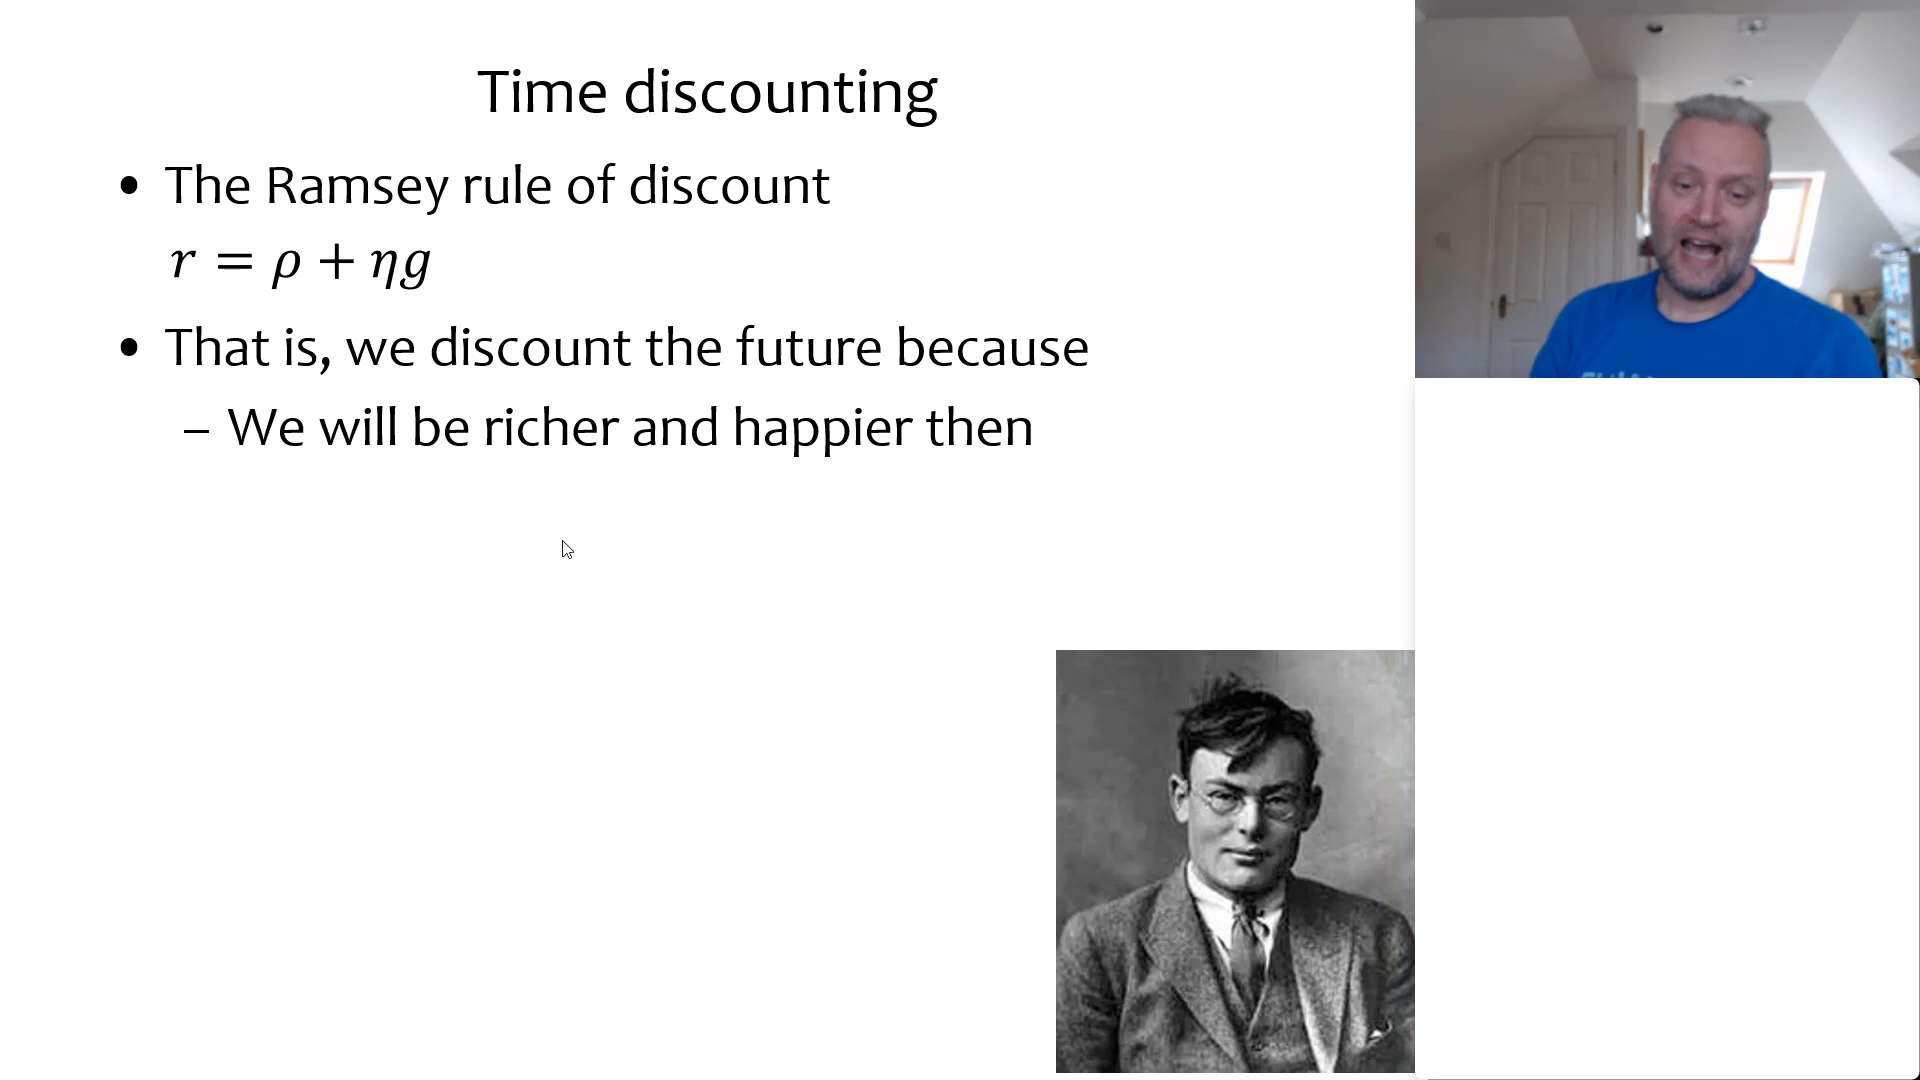 Time discounting
• The Ramsey rule of discount
r = ρ + ηg
• That is, we discount the future because
– We will be richer and happier then